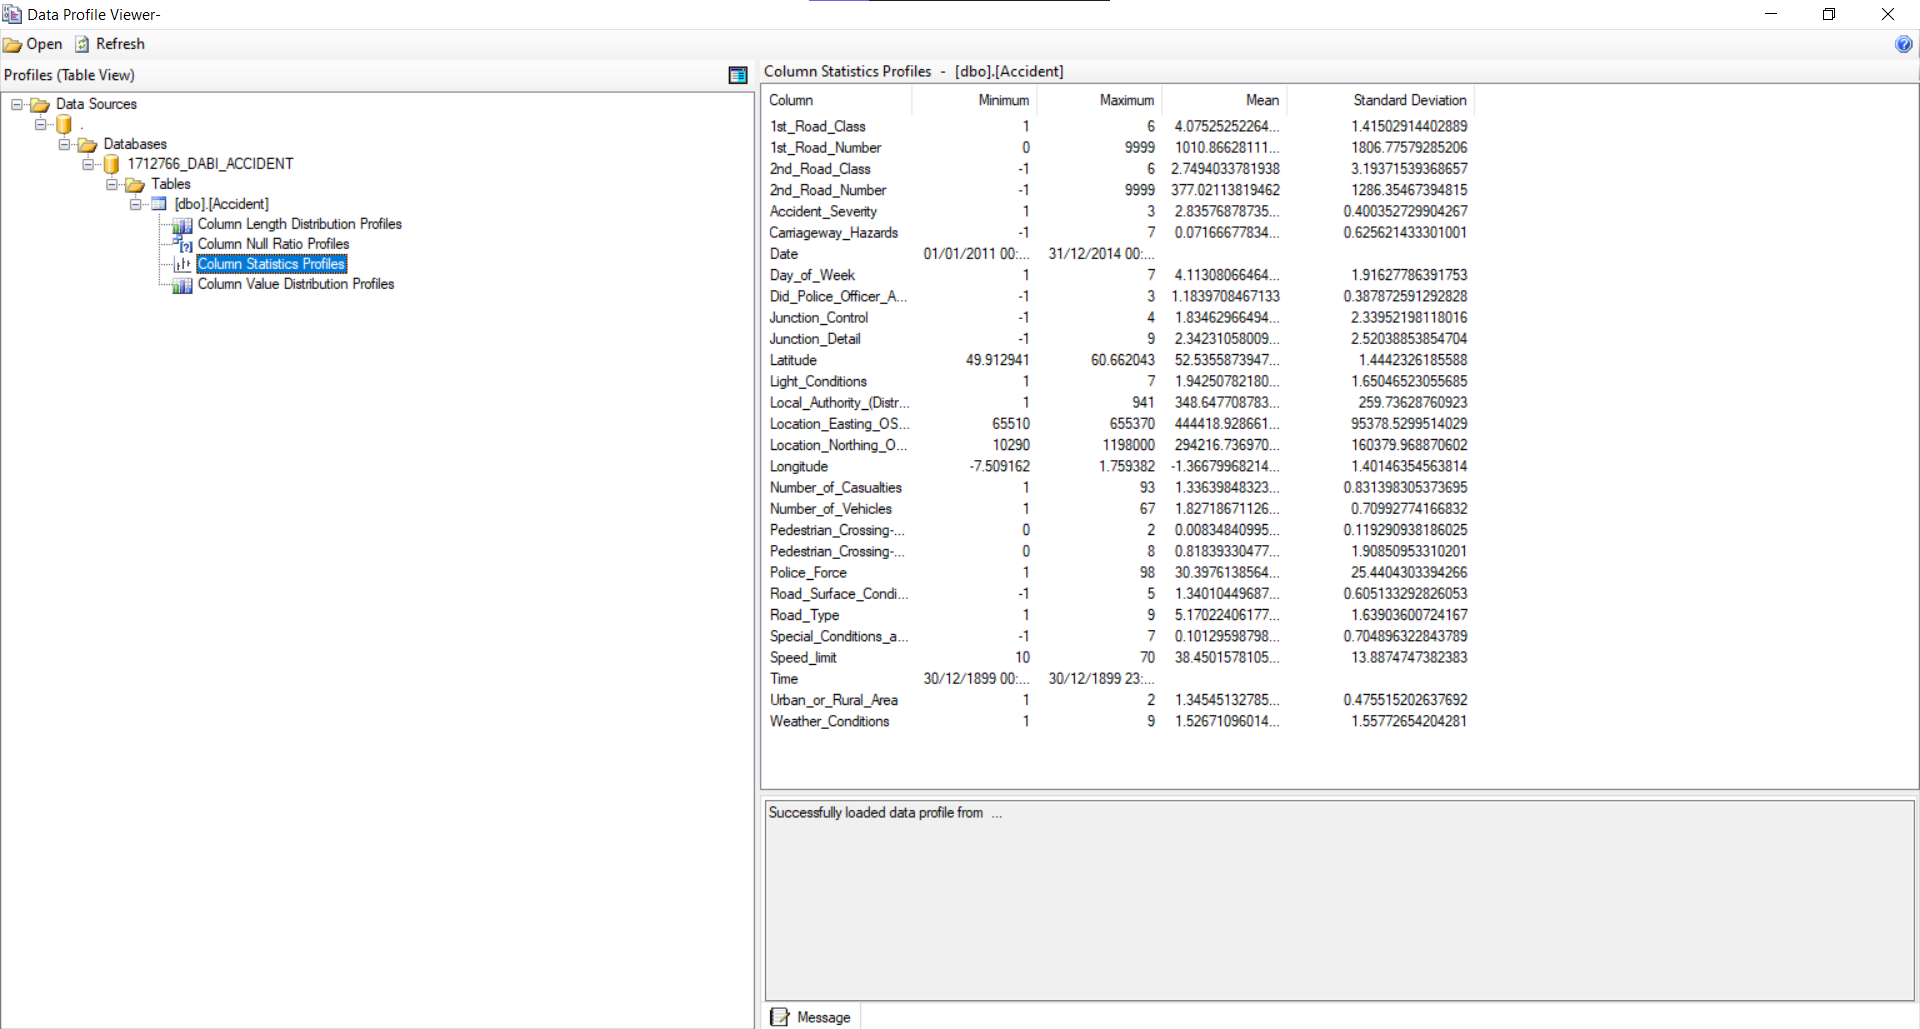 Data Profile Viewer-
Open Refresh
Profiles (Table View)
Data Sources
.
Databases
1712766_DABI_ACCIDENT
Tables
[dbo].[Accident]
Column Length Distribution Profiles
Column Null Ratio Profiles
Column Statistics Profiles
Column Value Distribution Profiles
Column Statistics Profiles - [dbo].[Accident]
Column Minimum Maximum Mean Standard Deviation
1st_Road_Class 1 6 4.07525252264... 1.41502914402889
1st_Road_Number 0 9999 1010.86628111... 1806.77579285206
2nd_Road_Class -1 6 2.7494033781938 3.19371539368657
2nd_Road_Number -1 9999 377.02113819462 1286.35467394815
Accident_Severity 1 3 2.83576878735... 0.400352729904267
Carriageway_Hazards -1 7 0.07166677834... 0.625621433301001
Date 01/01/2011 00:... 31/12/2014 00:...
Day_of_Week 1 7 4.11308066464... 1.91627786391753
Did_Police_Officer_A... -1 3 1.1839708467133 0.387872591292828
Junction_Control -1 4 1.83462966494... 2.33952198118016
Junction_Detail -1 9 2.34231058009... 2.52038853854704
Latitude 49.912941 60.662043 52.5355873947... 1.4442326185588
Light_Conditions 1 7 1.94250782180... 1.65046523055685
Local_Authority_(Distr... 1 941 348.647708783... 259.73628760923
Location_Easting_OS... 65510 655370 444418.928661... 95378.5299514029
Location_Northing_O... 10290 1198000 294216.736970... 160379.968870602
Longitude -7.509162 1.759382 -1.36679968214... 1.40146354563814
Number_of_Casualties 1 93 1.33639848323... 0.831398305373695
Number_of_Vehicles 1 67 1.82718671126... 0.70992774166832
Pedestrian_Crossing-... 0 2 0.00834840995... 0.119290938186025
Pedestrian_Crossing-... 0 8 0.81839330477... 1.90850953310201
Police_Force 1 98 30.3976138564... 25.4404303394266
Road_Surface_Condi... -1 5 1.34010449687... 0.605133292826053
Road_Type 1 9 5.17022406177... 1.63903600724167
Special_Conditions_a... -1 7 0.10129598798... 0.704896322843789
Speed_limit 10 70 38.4501578105... 13.8874747382383
Time 30/12/1899 00:... 30/12/1899 23:...
Urban_or_Rural_Area 1 2 1.34545132785... 0.475515202637692
Weather_Conditions 1 9 1.52671096014... 1.55772654204281
Successfully loaded data profile from ...
Message